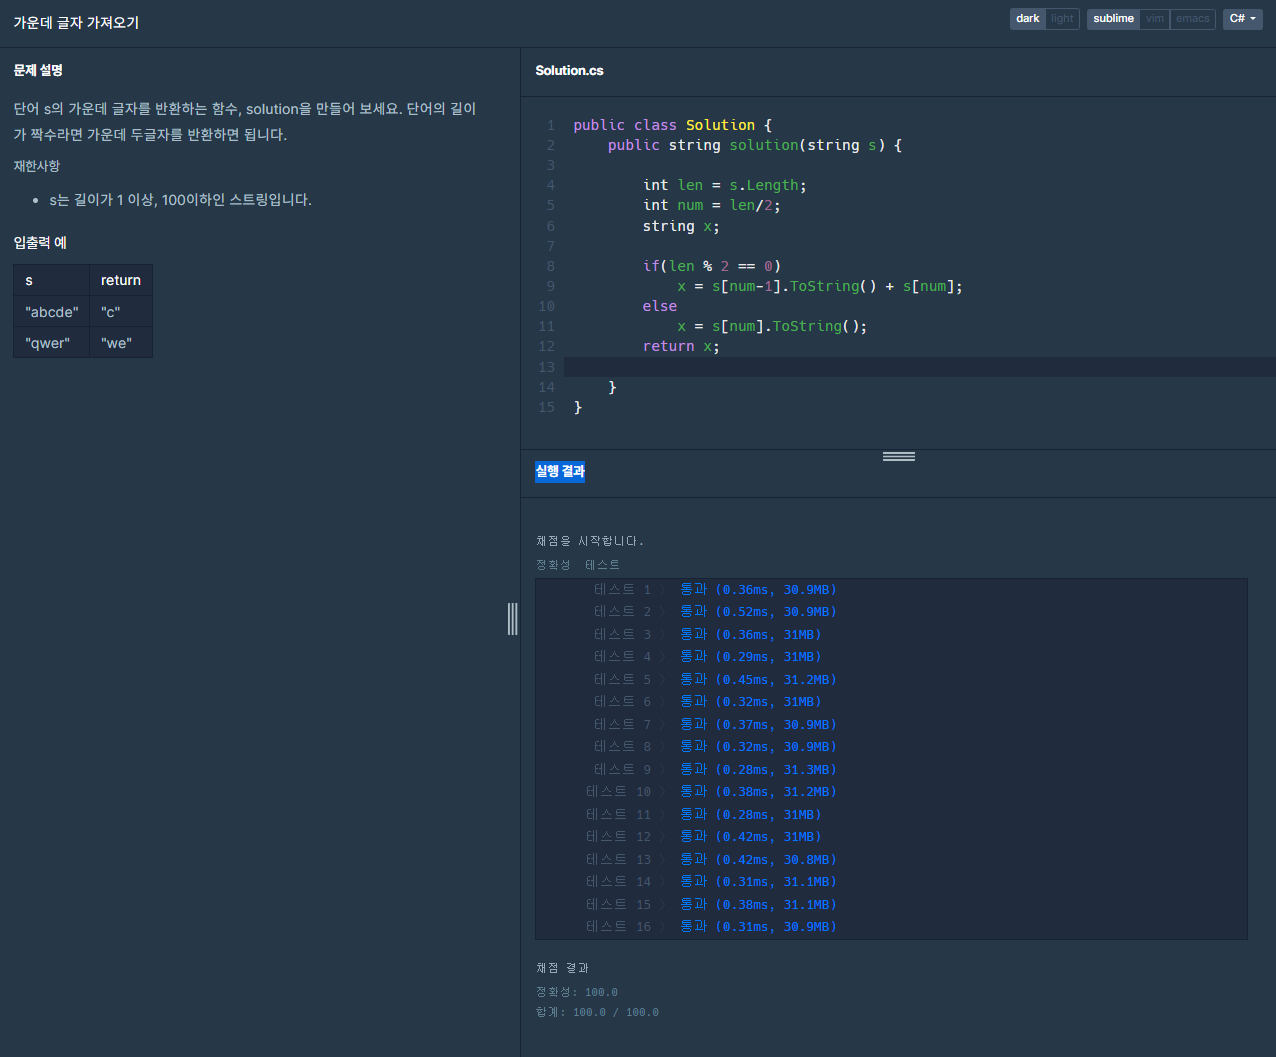 가운데 글자 가져오기
dark light sublime vim emacs C#
문제 설명
단어 s의 가운데 글자를 반환하는 함수, solution을 만들어 보세요. 단어의 길이
가 짝수라면 가운데 두글자를 반환하면 됩니다.
재한사항
s는 길이가 1 이상, 100이하인 스트링입니다.
입출력 예
s return
"abcde" "c"
"qwer" "we"
Solution.cs
1 public class Solution {
2 public string solution(string s) {
3
4 int len = s.Length;
5 int num = len/2;
6 string x;
7
8 if(len % 2 == 0)
9 x = s[num-1].ToString() + s[num];
10 else
11 x = s[num].ToString();
12 return x;
13
14 }
15 }
실행 결과
채점을 시작합니다.
정확성 테스트
테스트 1 〉 통과 (0.36ms, 30.9MB)
테스트 2 〉 통과 (0.52ms, 30.9MB)
테스트 3 〉 통과 (0.36ms, 31MB)
테스트 4 〉 통과 (0.29ms, 31MB)
테스트 5 〉 통과 (0.45ms, 31.2MB)
테스트 6 〉 통과 (0.32ms, 31MB)
테스트 7 〉 통과 (0.37ms, 30.9MB)
테스트 8 〉 통과 (0.32ms, 30.9MB)
테스트 9 〉 통과 (0.28ms, 31.3MB)
테스트 10 〉 통과 (0.38ms, 31.2MB)
테스트 11 〉 통과 (0.28ms, 31MB)
테스트 12 〉 통과 (0.42ms, 31MB)
테스트 13 〉 통과 (0.42ms, 30.8MB)
테스트 14 〉 통과 (0.31ms, 31.1MB)
테스트 15 〉 통과 (0.38ms, 31.1MB)
테스트 16 〉 통과 (0.31ms, 30.9MB)
채점 결과
정확성: 100.0
합계: 100.0 / 100.0